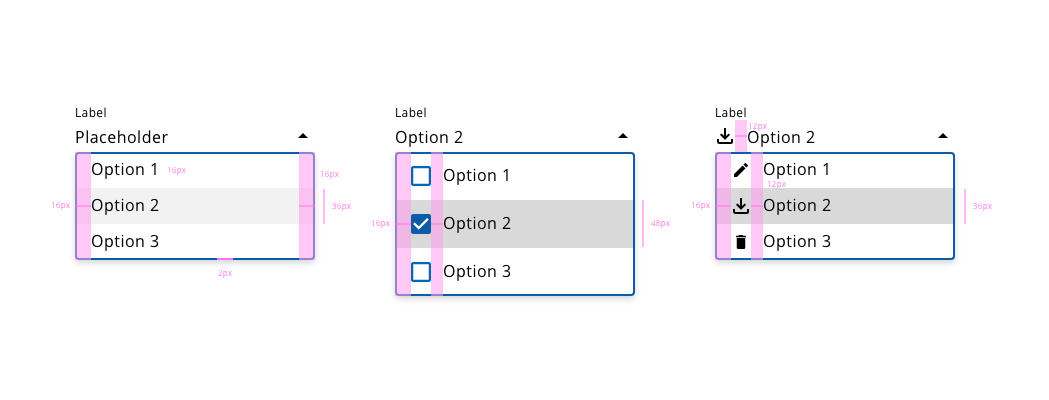 Label
Placeholder
Option 1
16px
16px
16px
Option 2
36px
Option 3
2px
Label
Option 2
Option 1
16px
Option 2
48px
Option 3
Label
12px
Option 2
Option 1
12px
16px
Option 2
36px
Option 3